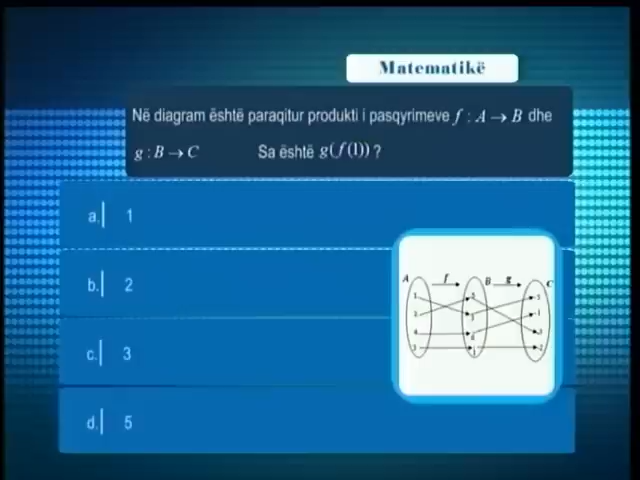 Matematikë
Në diagram është paraqitur produkti i pasqyrimeve f : A → B dhe
g : B → C Sa është g(f(1)) ?
a. 1
b. 2
c. 3
d. 5
A f B g C